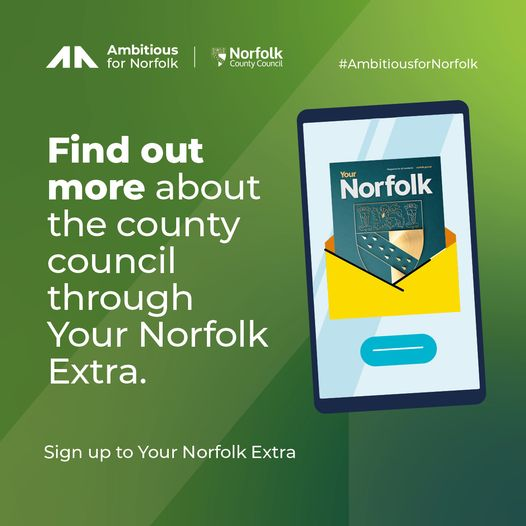 Ambitious
for Norfolk
Norfolk
County Council
#AmbitiousforNorfolk
Find out
more about
the county
council
through
Your Norfolk
Extra.
Your
Norfolk
Sign up to Your Norfolk Extra